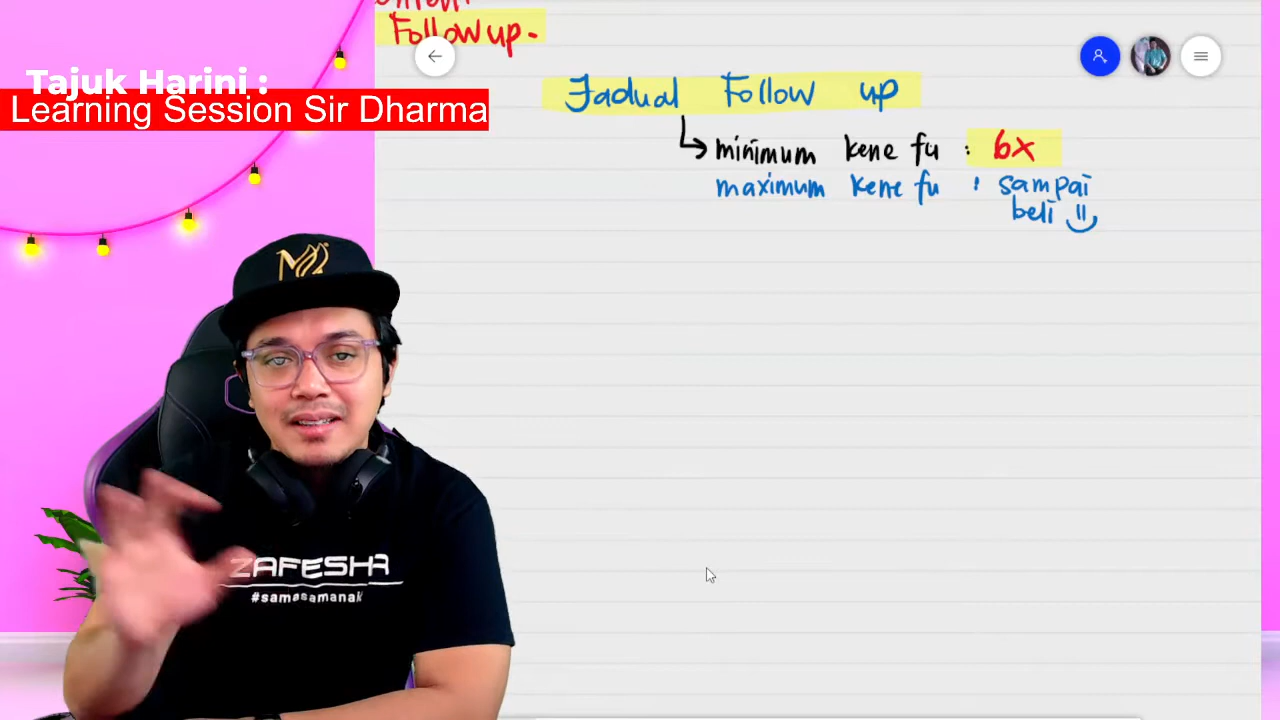 Follow up.
Tajuk Harini :
Learning Session Sir Dharma
Jadual Follow up
minimum kene fu : 6x
maximum kene fu : sampai
beli
ZAFESHA
#samasamanak